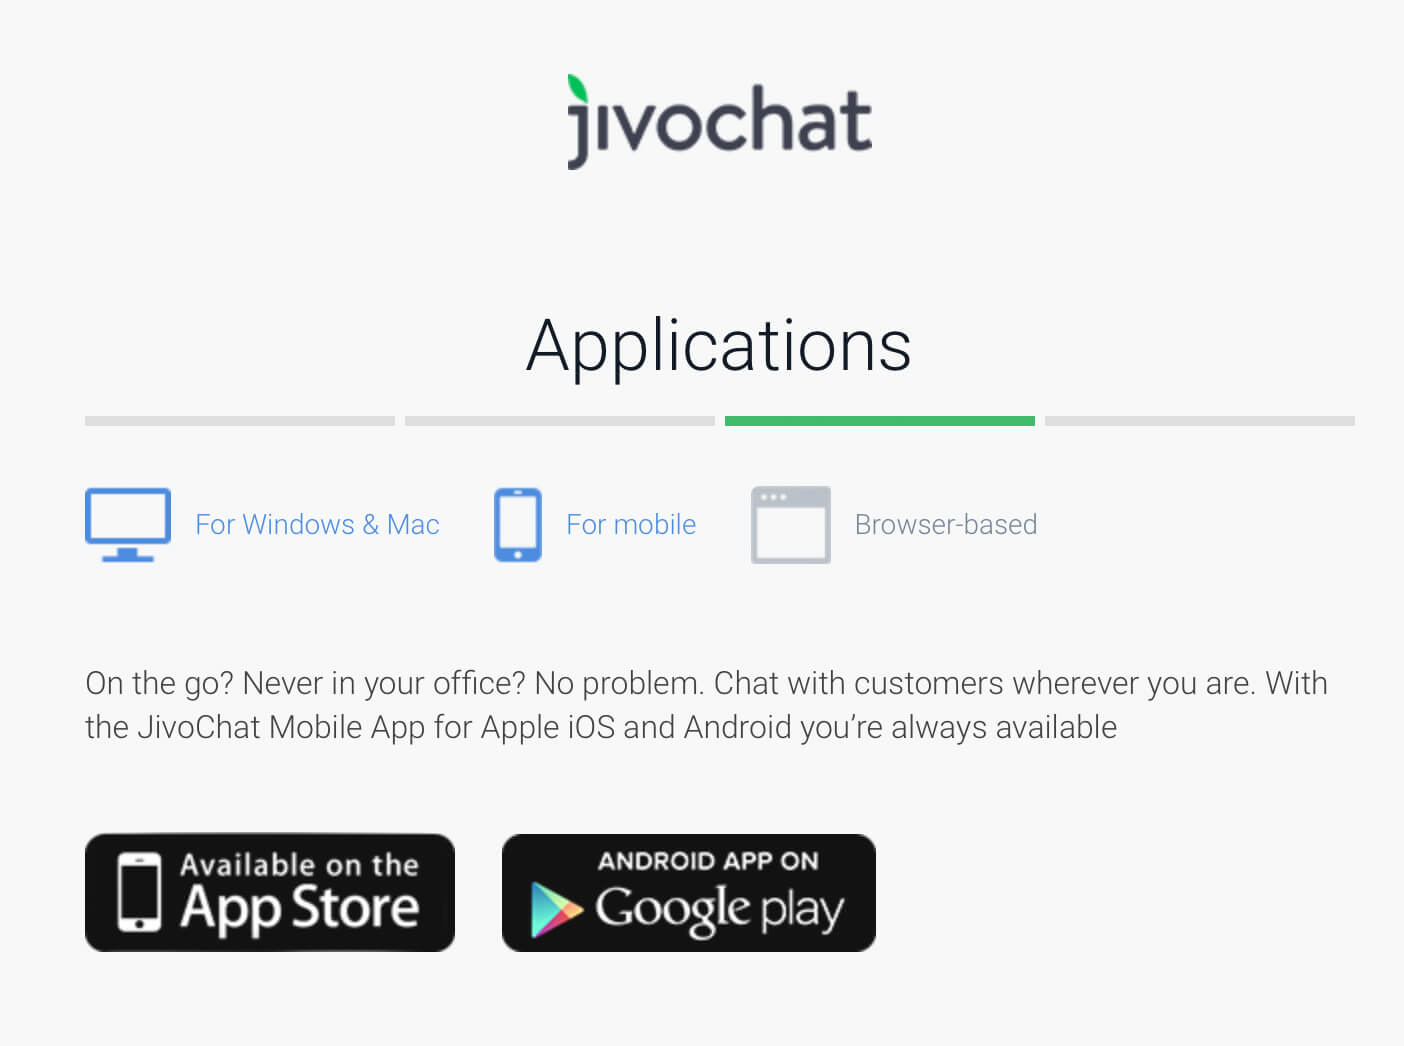 jivochat
Applications
For Windows & Mac
For mobile
Browser-based
On the go? Never in your office? No problem. Chat with customers wherever you are. With
the JivoChat Mobile App for Apple iOS and Android you’re always available
Available on the
App Store
ANDROID APP ON
Google play